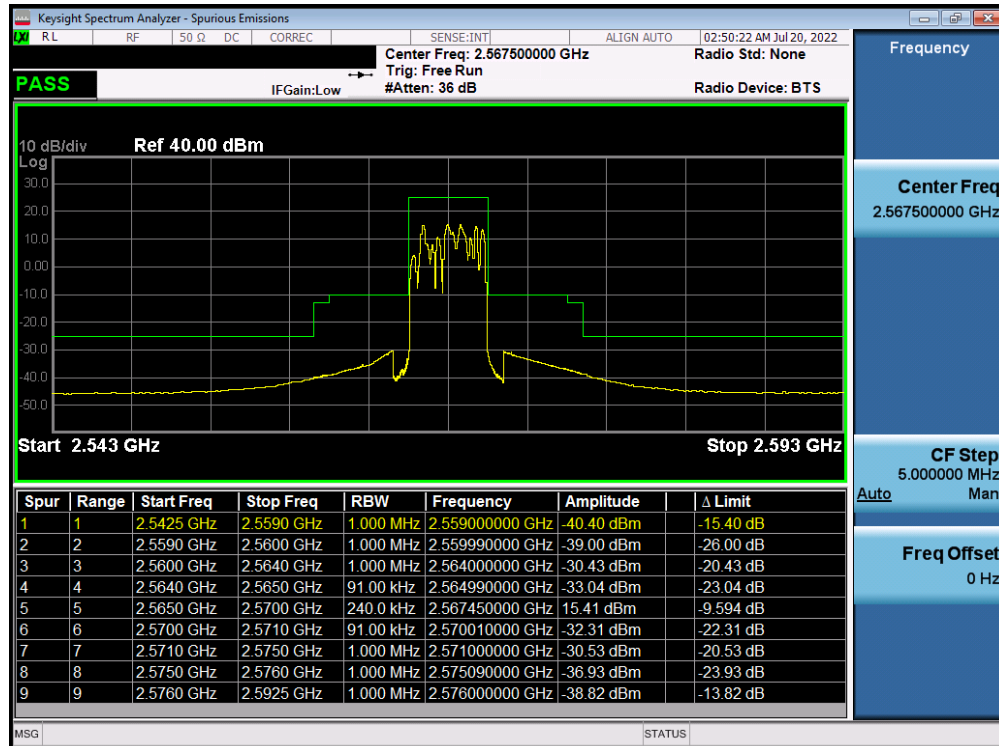 Keysight Spectrum Analyzer - Spurious Emissions
LXI RL RF 50 Ω DC CORREC SENSE:INT ALIGN AUTO 02:50:22 AM Jul 20, 2022
Center Freq: 2.567500000 GHz Radio Std: None
Trig: Free Run
PASS IFGain:Low #Atten: 36 dB Radio Device: BTS
Frequency
10 dB/div Ref 40.00 dBm
Log
30.0
20.0
10.0
0.00
-10.0
-20.0
-30.0
-40.0
-50.0
Start 2.543 GHz Stop 2.593 GHz
Spur Range Start Freq Stop Freq RBW Frequency Amplitude Δ Limit
1 1 2.5425 GHz 2.5590 GHz 1.000 MHz 2.559000000 GHz -40.40 dBm -15.40 dB
2 2 2.5590 GHz 2.5600 GHz 1.000 MHz 2.559990000 GHz -39.00 dBm -26.00 dB
3 3 2.5600 GHz 2.5640 GHz 1.000 MHz 2.564000000 GHz -30.43 dBm -20.43 dB
4 4 2.5640 GHz 2.5650 GHz 91.00 kHz 2.564990000 GHz -33.04 dBm -23.04 dB
5 5 2.5650 GHz 2.5700 GHz 240.0 kHz 2.567450000 GHz 15.41 dBm -9.594 dB
6 6 2.5700 GHz 2.5710 GHz 91.00 kHz 2.570010000 GHz -32.31 dBm -22.31 dB
7 7 2.5710 GHz 2.5750 GHz 1.000 MHz 2.571000000 GHz -30.53 dBm -20.53 dB
8 8 2.5750 GHz 2.5760 GHz 1.000 MHz 2.575090000 GHz -36.93 dBm -23.93 dB
9 9 2.5760 GHz 2.5925 GHz 1.000 MHz 2.576000000 GHz -38.82 dBm -13.82 dB
Center Freq
2.567500000 GHz
CF Step
5.000000 MHz
Auto Man
Freq Offset
0 Hz
MSG STATUS